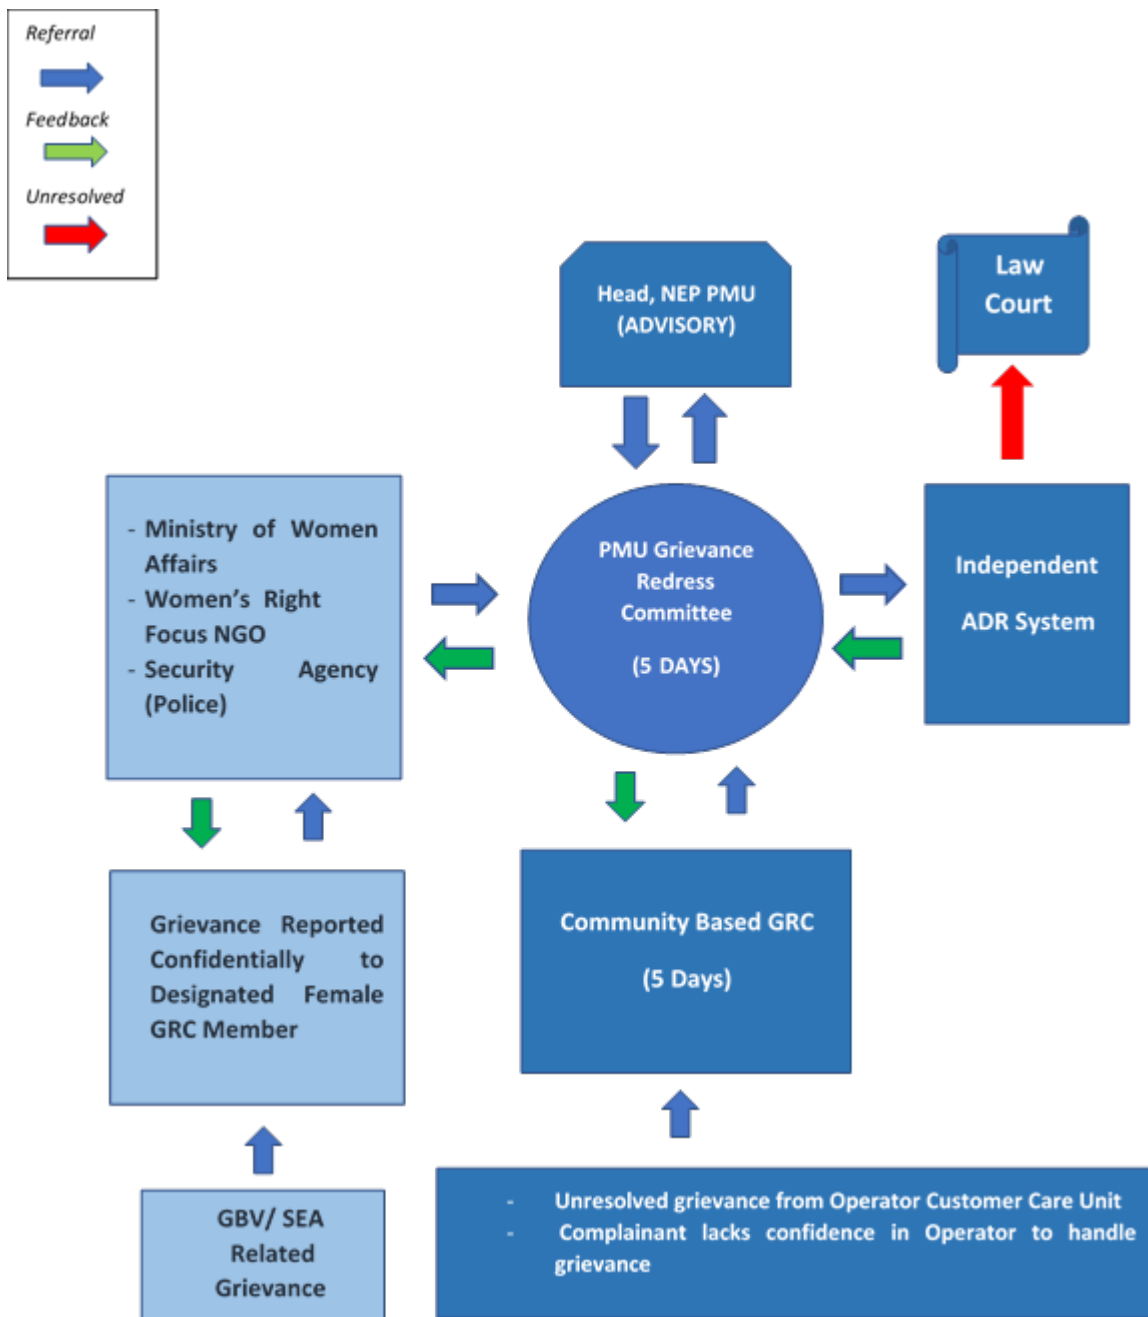 Referral
Feedback
Unresolved
Head, NEP PMU
(ADVISORY)
Law
Court
- Ministry of Women
Affairs
- Women's Right
Focus NGO
- Security Agency
(Police)
PMU Grievance
Redress
Committee
(5 DAYS)
Independent
ADR System
Grievance Reported
Confidentially to
Designated Female
GRC Member
Community Based GRC
(5 Days)
GBV/ SEA
Related
Grievance
- Unresolved grievance from Operator Customer Care Unit
- Complainant lacks confidence in Operator to handle
grievance